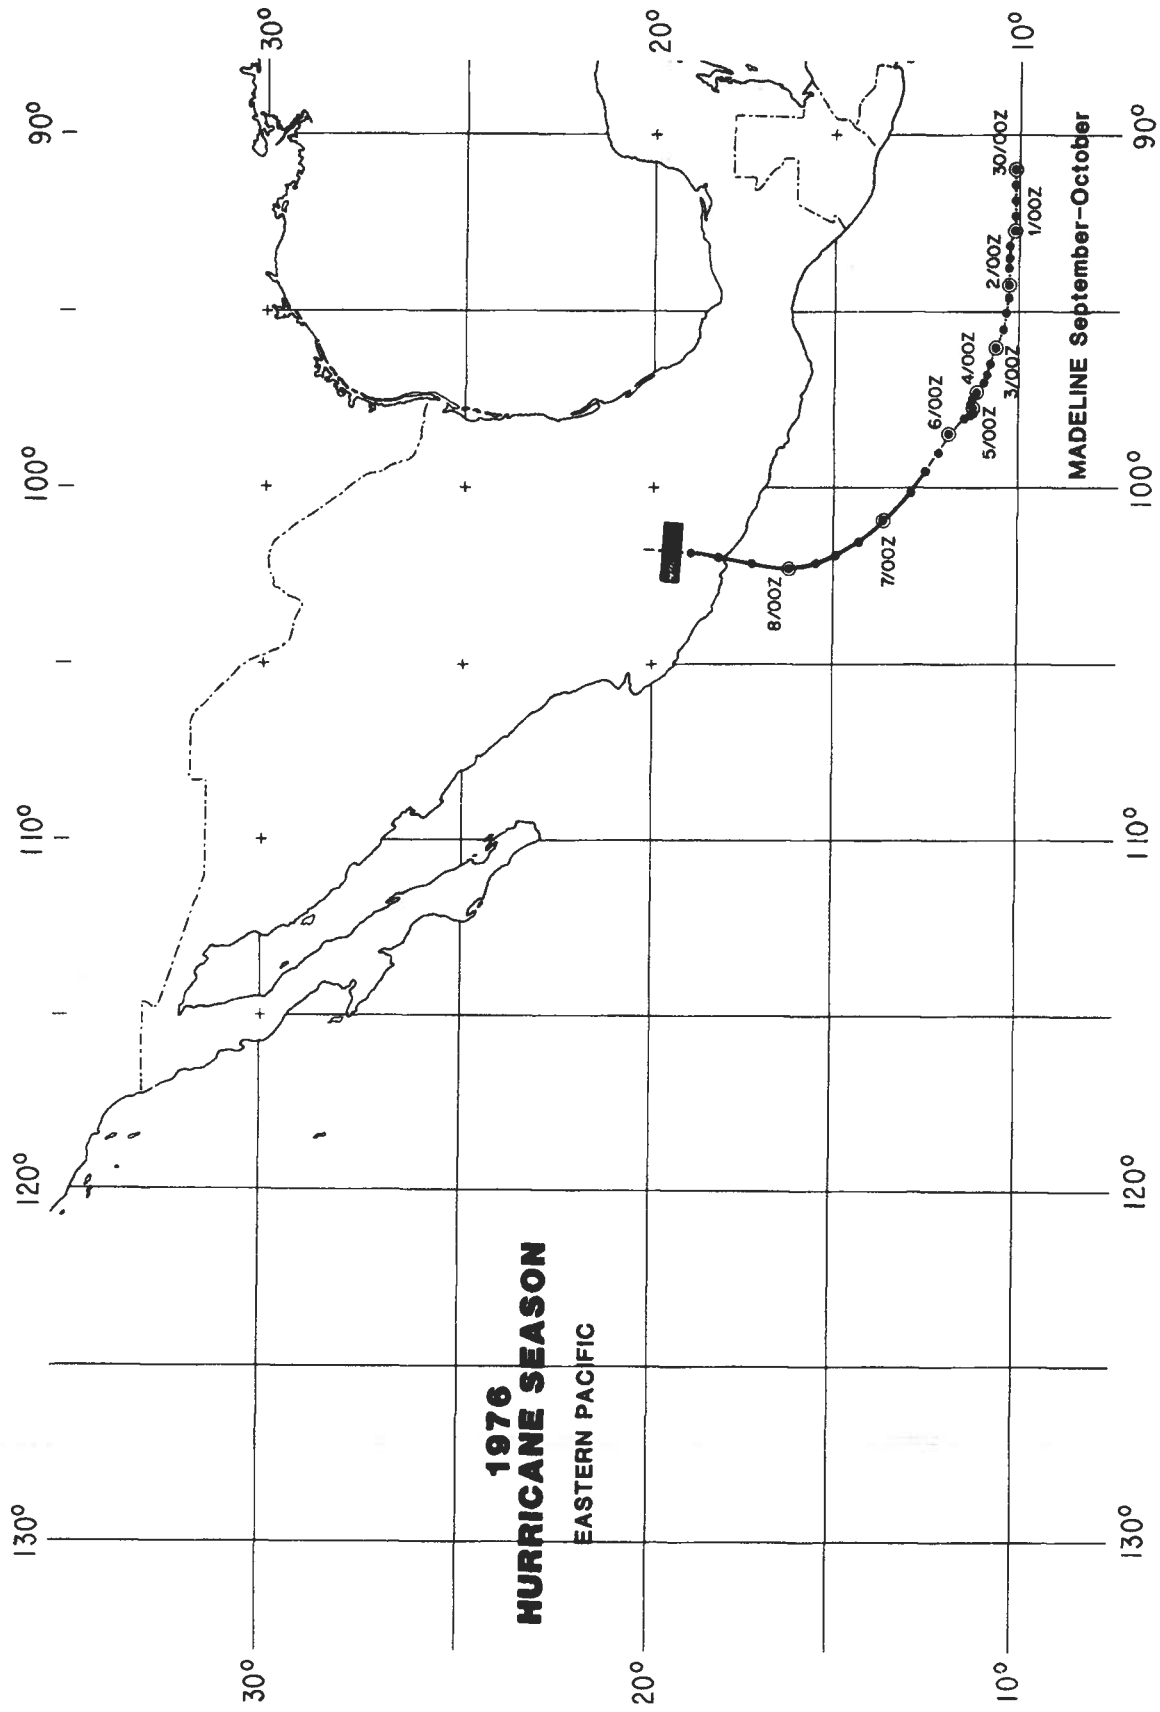 1976
HURRICANE SEASON
EASTERN PACIFIC
130°
120°
110°
100°
90°
30°
30°
20°
20°
10°
10°
8/00Z
7/00Z
6/00Z
5/00Z
4/00Z
3/00Z
2/00Z
1/00Z
30/00Z
MADELINE September-October
130°
120°
110°
100°
90°